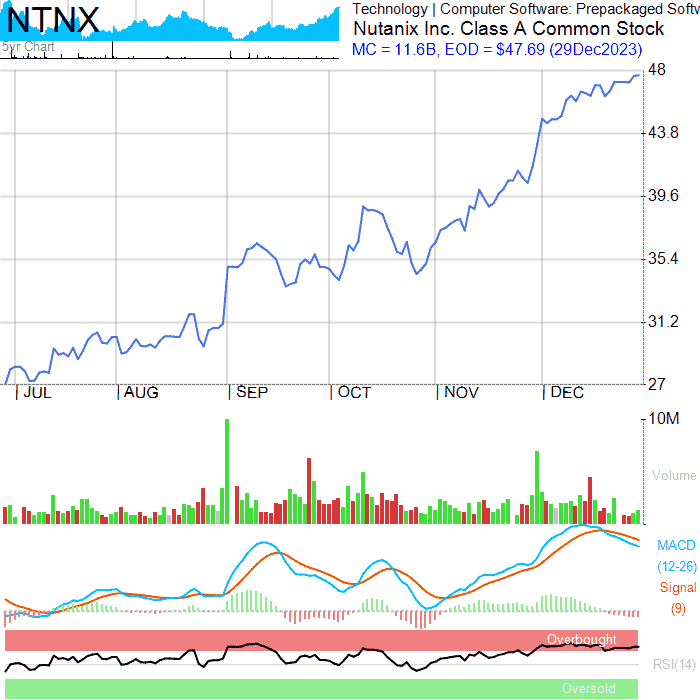 NTNX
5yr Chart
Technology | Computer Software: Prepackaged Softw
Nutanix Inc. Class A Common Stock
MC = 11.6B, EOD = $47.69 (29Dec2023)
48
43.8
39.6
35.4
31.2
27
JUL AUG SEP OCT NOV DEC
10M
Volume
MACD
(12-26)
Signal
(9)
Overbought
RSI(14)
Oversold